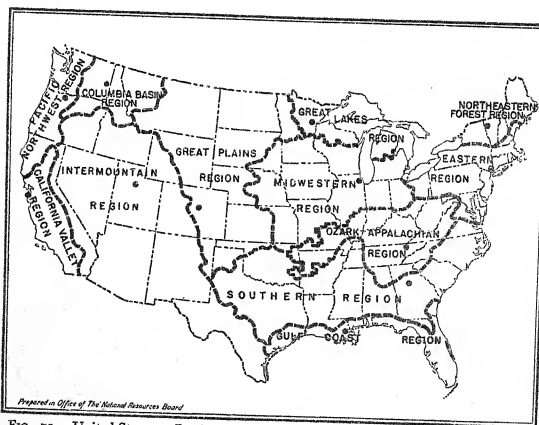 PACIFIC
NORTHWEST REGION
COLUMBIA BASIN
REGION
GREAT
LAKES
REGION
NORTHEASTERN
FOREST REGION
GREAT PLAINS
REGION
EASTERN
REGION
INTERMOUNTAIN
REGION
MIDWESTERN
REGION
CALIFORNIA VALLEY
REGION
OZARK-APPALACHIAN
REGION
SOUTHERN REGION
GULF COAST REGION
Prepared in Office of The National Resources Board